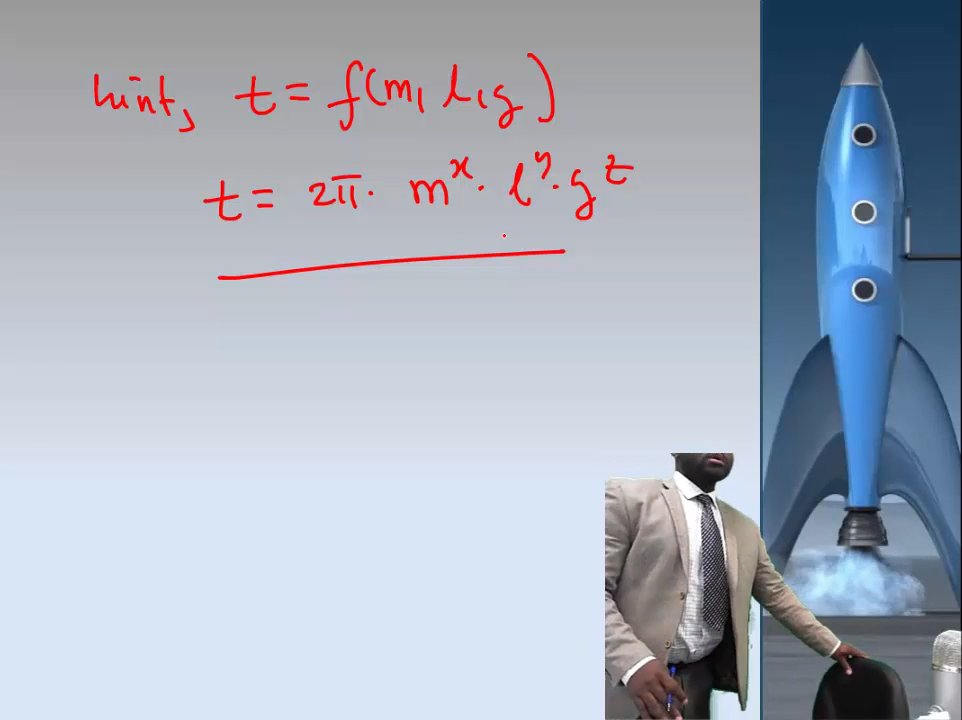 hint, t = f(m, l, g)
t = 2π · m^x · l^y · g^z